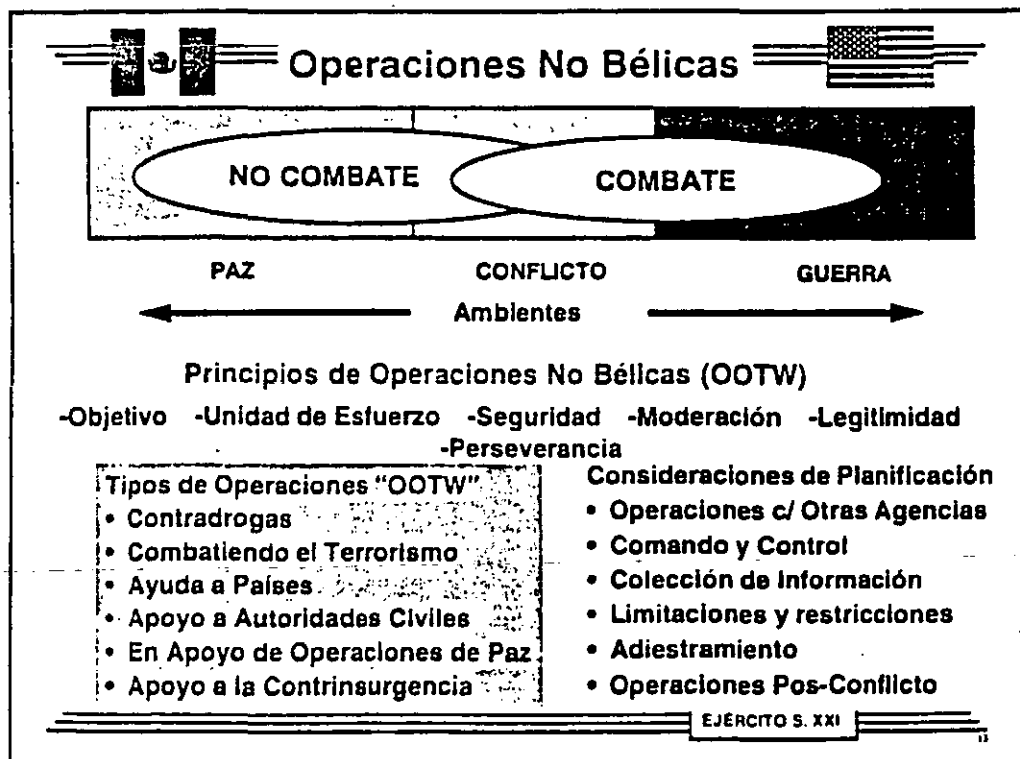 Operaciones No Bélicas
NO COMBATE
COMBATE
PAZ
CONFLICTO
GUERRA
Ambientes
Principios de Operaciones No Bélicas (OOTW)
-Objetivo -Unidad de Esfuerzo -Seguridad -Moderación -Legitimidad
-Perseverancia
Tipos de Operaciones "OOTW"
• Contradrogas
• Combatiendo el Terrorismo
• Ayuda a Países
• Apoyo a Autoridades Civiles
• En Apoyo de Operaciones de Paz
• Apoyo a la Contrinsurgencia
Consideraciones de Planificación
• Operaciones c/ Otras Agencias
• Comando y Control
• Colección de Información
• Limitaciones y restricciones
• Adiestramiento
• Operaciones Pos-Conflicto
EJÉRCITO S. XXI